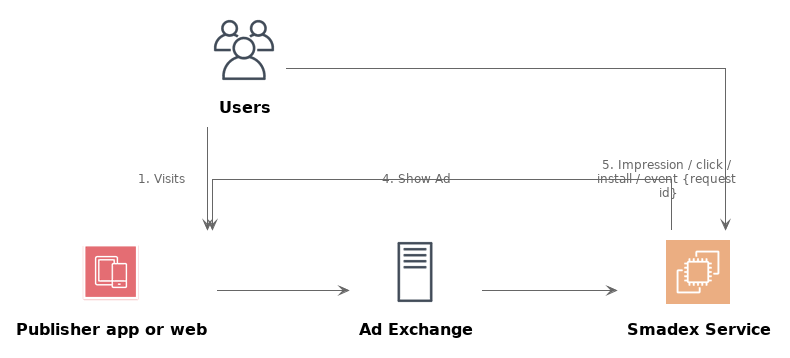 Users
1. Visits
4. Show Ad
5. Impression / click /
install / event {request
id}
Publisher app or web
Ad Exchange
Smadex Service